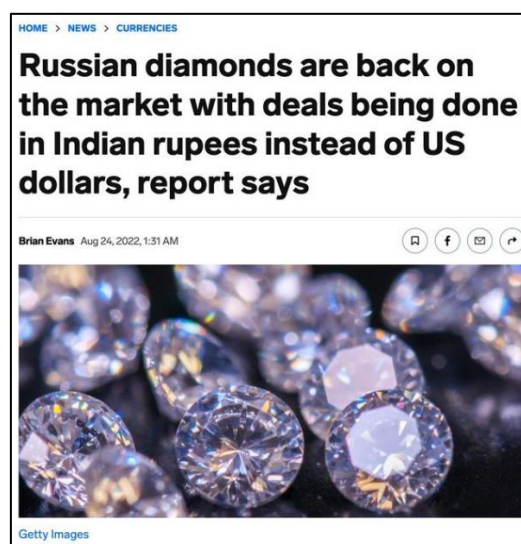 HOME > NEWS > CURRENCIES
Russian diamonds are back on
the market with deals being done
in Indian rupees instead of US
dollars, report says
Brian Evans Aug 24, 2022, 1:31 AM
Getty Images